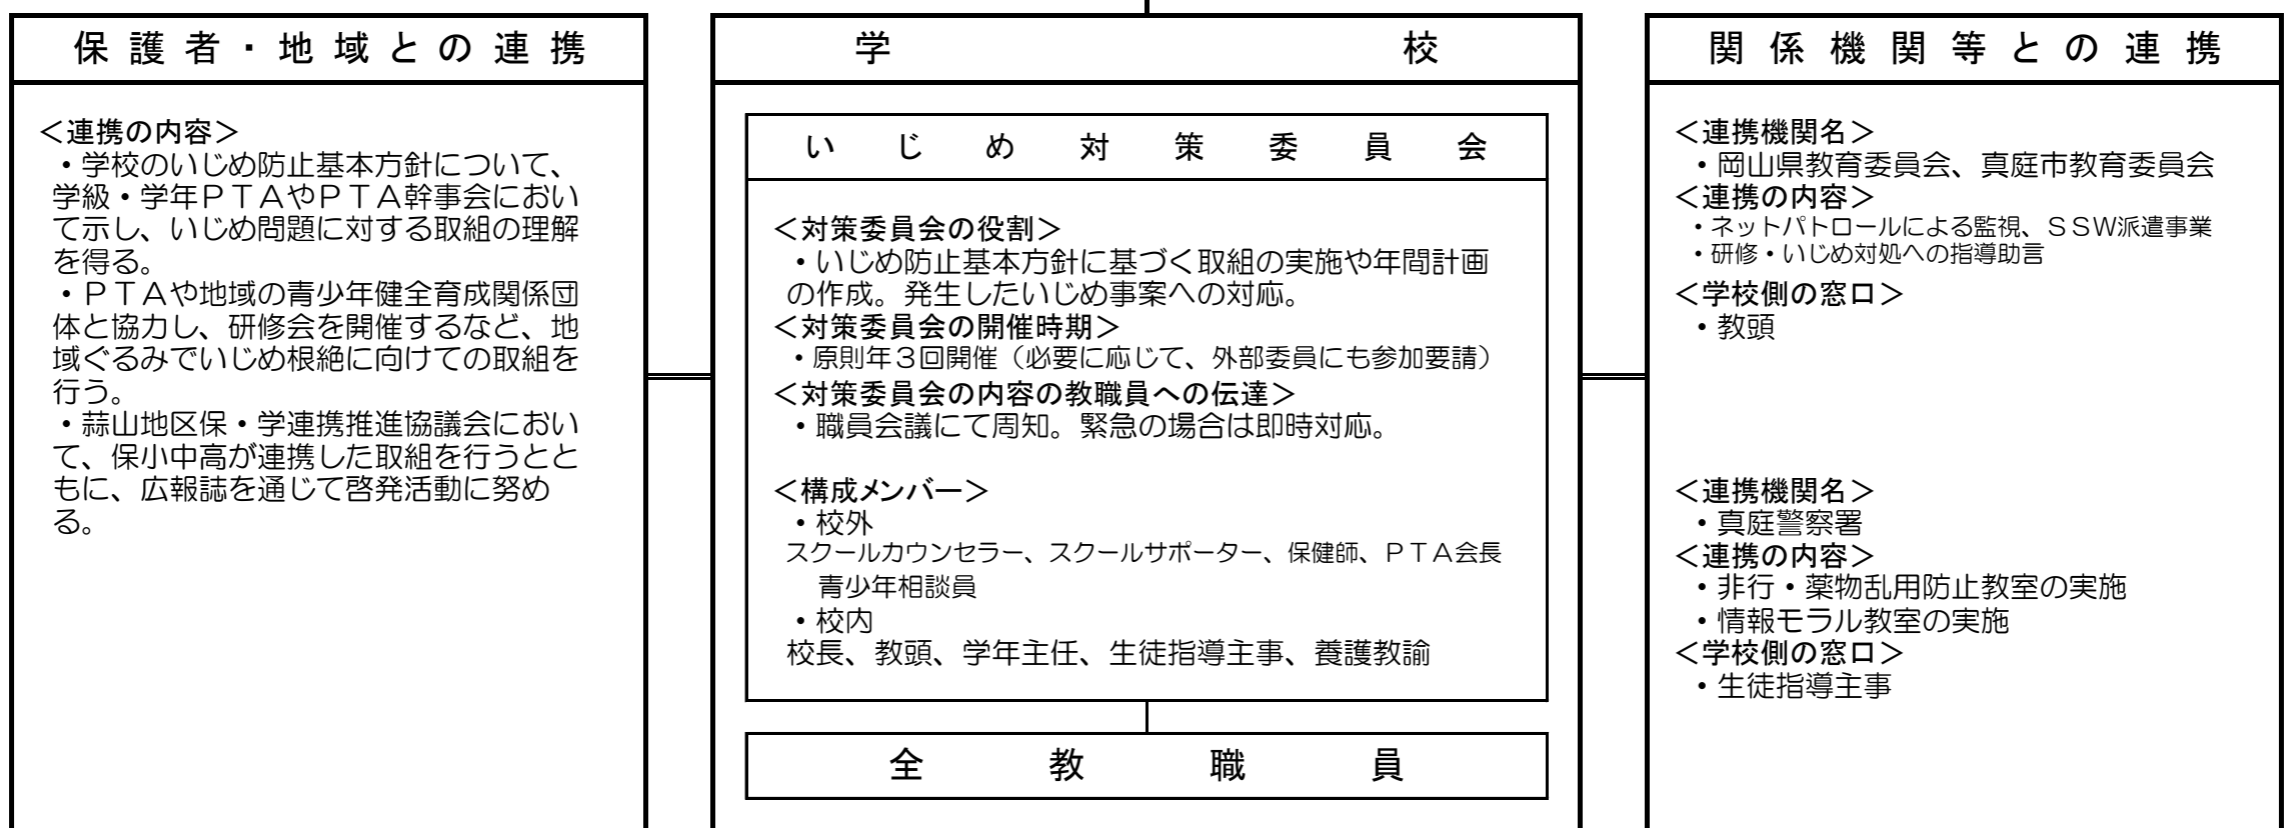 保護者・地域との連携
＜連携の内容＞
・学校のいじめ防止基本方針について、
学級・学年ＰＴＡやＰＴＡ幹事会におい
て示し、いじめ問題に対する取組の理解
を得る。
・ＰＴＡや地域の青少年健全育成関係団
体と協力し、研修会を開催するなど、地
域ぐるみでいじめ根絶に向けての取組を
行う。
・蒜山地区保・学連携推進協議会におい
て、保小中高が連携した取組を行うとと
もに、広報誌を通じて啓発活動に努め
る。
学校
いじめ対策委員会
＜対策委員会の役割＞
・いじめ防止基本方針に基づく取組の実施や年間計画
の作成。発生したいじめ事案への対応。
＜対策委員会の開催時期＞
・原則年３回開催（必要に応じて、外部委員にも参加要請）
＜対策委員会の内容の教職員への伝達＞
・職員会議にて周知。緊急の場合は即時対応。
＜構成メンバー＞
・校外
スクールカウンセラー、スクールサポーター、保健師、ＰＴＡ会長
青少年相談員
・校内
校長、教頭、学年主任、生徒指導主事、養護教諭
全教職員
関係機関等との連携
＜連携機関名＞
・岡山県教育委員会、真庭市教育委員会
＜連携の内容＞
・ネットパトロールによる監視、ＳＳＷ派遣事業
・研修・いじめ対処への指導助言
＜学校側の窓口＞
・教頭
＜連携機関名＞
・真庭警察署
＜連携の内容＞
・非行・薬物乱用防止教室の実施
・情報モラル教室の実施
＜学校側の窓口＞
・生徒指導主事